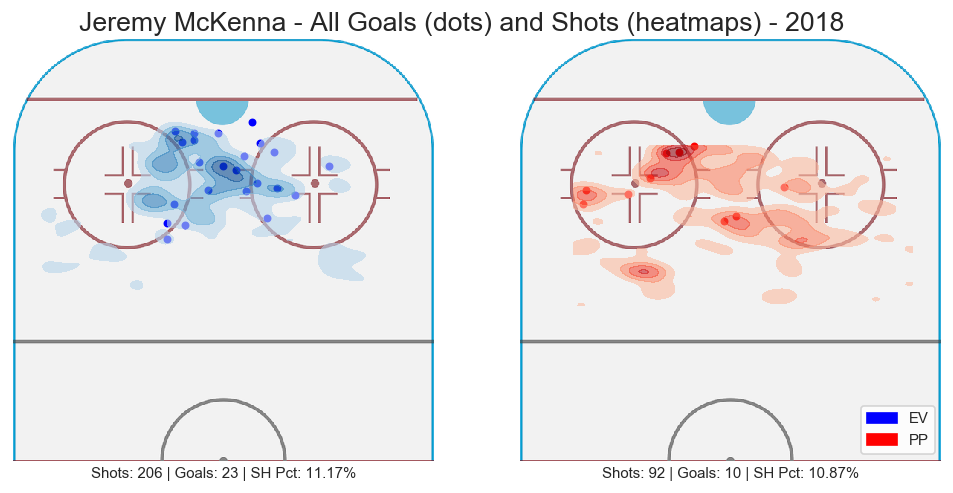 Jeremy McKenna - All Goals (dots) and Shots (heatmaps) - 2018
EV
PP
Shots: 206 | Goals: 23 | SH Pct: 11.17%
Shots: 92 | Goals: 10 | SH Pct: 10.87%